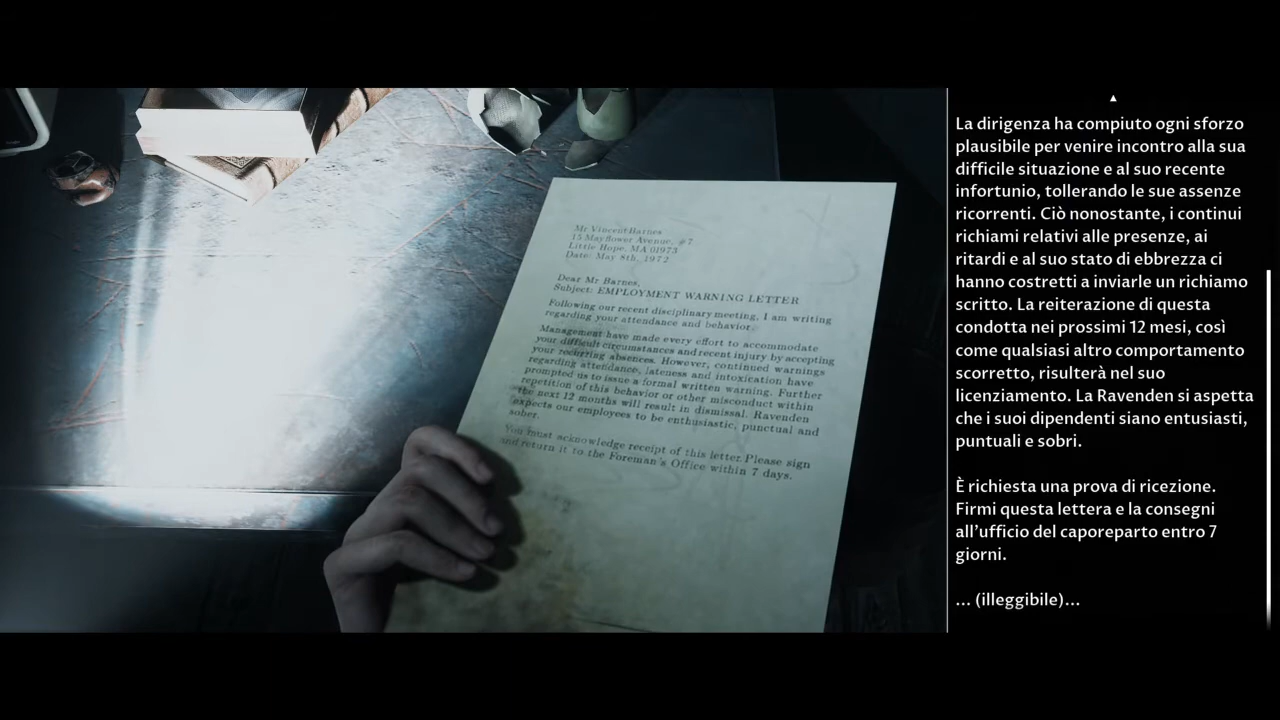 Mr Vincent Barnes
15 Mayflower Avenue, #7
Little Hope, MA 01973
Date: May 8th, 1972
Dear Mr Barnes,
Subject: EMPLOYMENT WARNING LETTER
Following our recent disciplinary meeting, I am writing
regarding your attendance and behavior.
Management have made every effort to accommodate
your difficult circumstances and recent injury by accepting
your recurring absences. However, continued warnings
regarding attendance, lateness and intoxication have
prompted us to issue a formal written warning. Further
repetition of this behavior or other misconduct within
the next 12 months will result in dismissal. Ravenden
expects our employees to be enthusiastic, punctual and
sober.
You must acknowledge receipt of this letter. Please sign
and return it to the Foreman's Office within 7 days.
La dirigenza ha compiuto ogni sforzo
plausibile per venire incontro alla sua
difficile situazione e al suo recente
infortunio, tollerando le sue assenze
ricorrenti. Ciò nonostante, i continui
richiami relativi alle presenze, ai
ritardi e al suo stato di ebbrezza ci
hanno costretti a inviarle un richiamo
scritto. La reiterazione di questa
condotta nei prossimi 12 mesi, così
come qualsiasi altro comportamento
scorretto, risulterà nel suo
licenziamento. La Ravenden si aspetta
che i suoi dipendenti siano entusiasti,
puntuali e sobri.
È richiesta una prova di ricezione.
Firmi questa lettera e la consegni
all'ufficio del caporeparto entro 7
giorni.
... (illeggibile)...